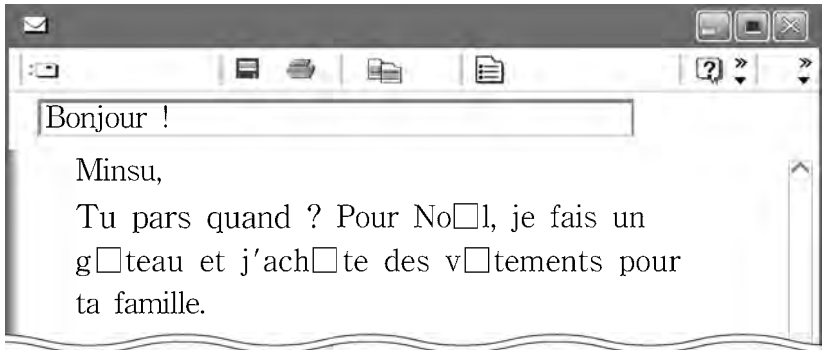 Bonjour !
Minsu,
Tu pars quand ? Pour No□l, je fais un
g□teau et j'ach□te des v□tements pour
ta famille.